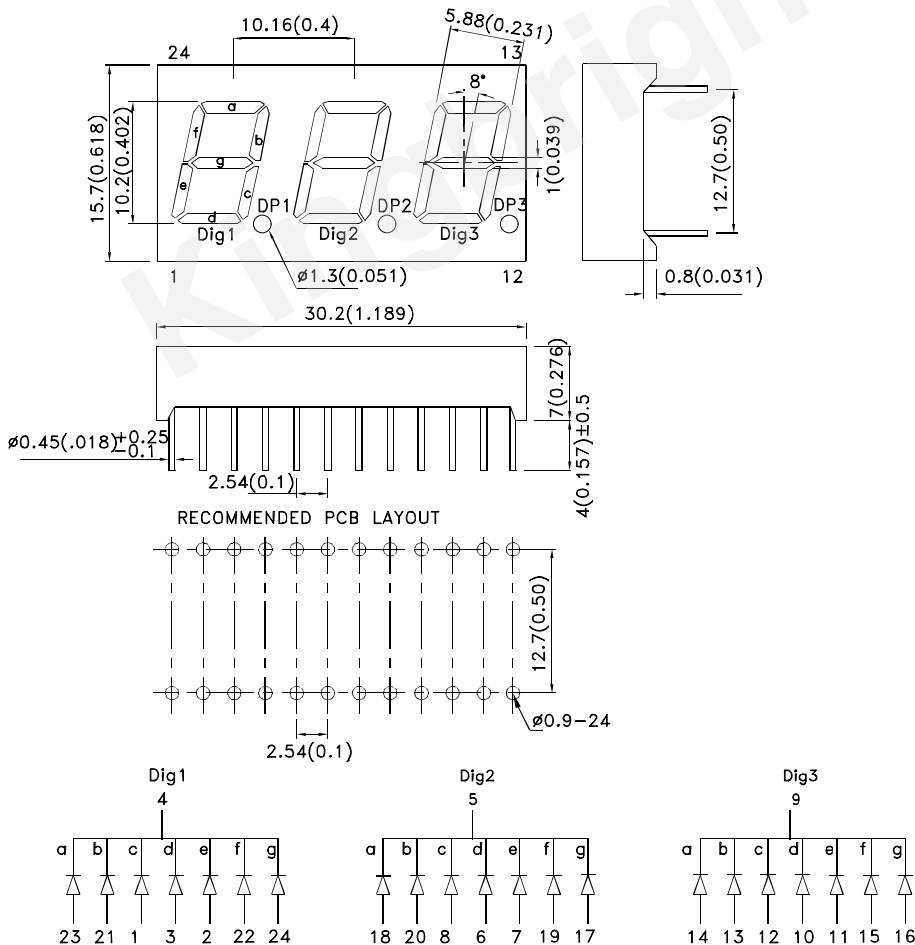 10.16(0.4)
5.88(0.231)
24
13
8°
a
f
b
g
e
c
d
15.7(0.618)
10.2(0.402)
1(0.039)
12.7(0.50)
DP1
DP2
DP3
Dig1
Dig2
Dig3
1
12
ø1.3(0.051)
0.8(0.031)
30.2(1.189)
7(0.276)
ø0.45(.018)+0.25
−0.1
4(0.157)±0.5
2.54(0.1)
RECOMMENDED PCB LAYOUT
12.7(0.50)
ø0.9−24
2.54(0.1)
Dig1
4
a b c d e f g
23 21 1 3 2 22 24
Dig2
5
a b c d e f g
18 20 8 6 7 19 17
Dig3
9
a b c d e f g
14 13 12 10 11 15 16
Kingbright